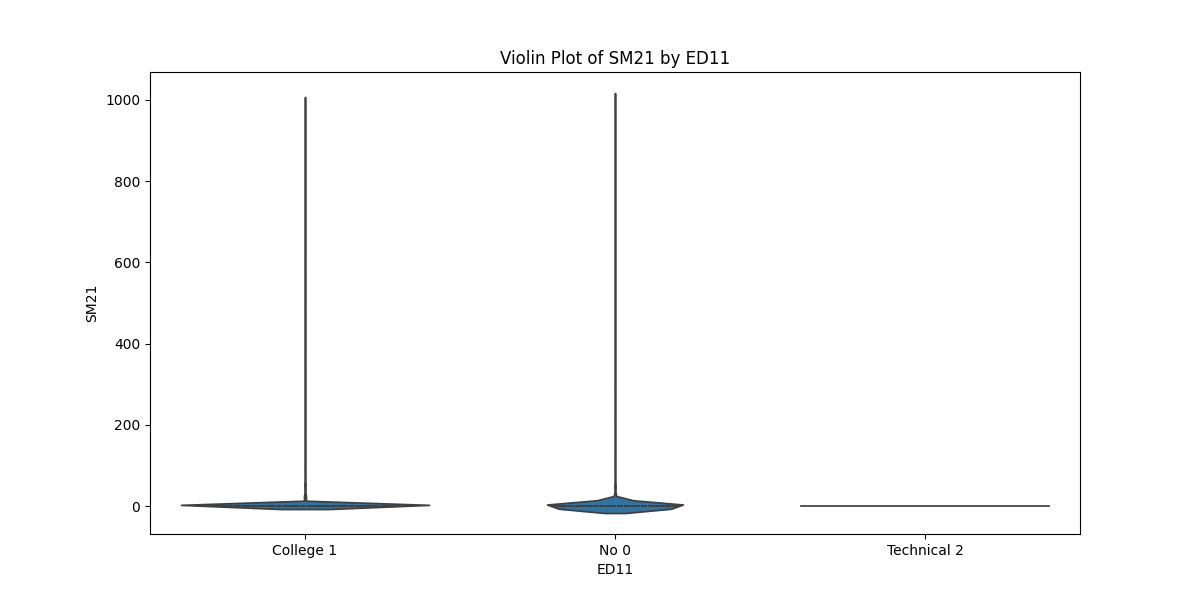 Violin Plot of SM21 by ED11
1000
800
600
400
200
0
SM21
College 1
No 0
Technical 2
ED11